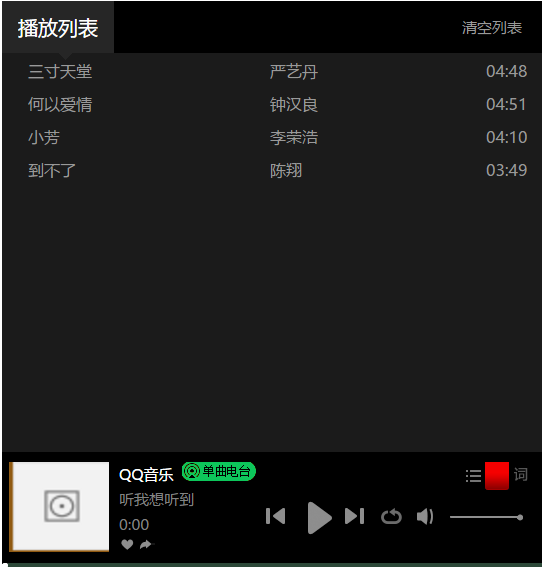 播放列表 清空列表
三寸天堂 严艺丹 04:48
何以爱情 钟汉良 04:51
小芳 李荣浩 04:10
到不了 陈翔 03:49
QQ音乐 单曲电台 词
听我想听到
0:00